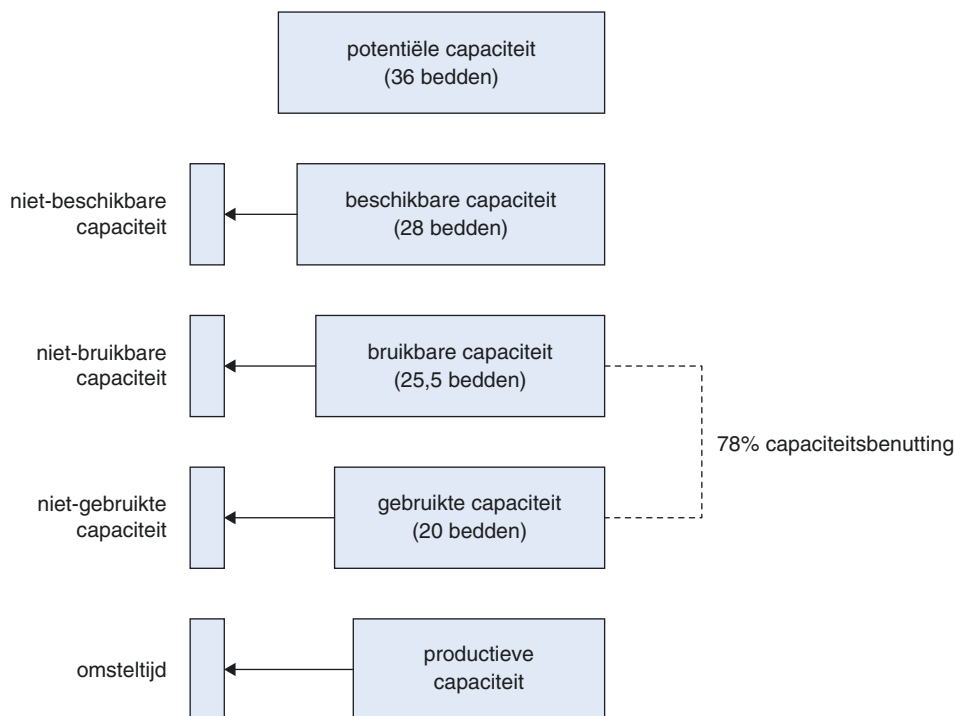 potentiële capaciteit
(36 bedden)
niet-beschikbare
capaciteit
beschikbare capaciteit
(28 bedden)
niet-bruikbare
capaciteit
bruikbare capaciteit
(25,5 bedden)
78% capaciteitsbenutting
niet-gebruikte
capaciteit
gebruikte capaciteit
(20 bedden)
omsteltijd
productieve
capaciteit